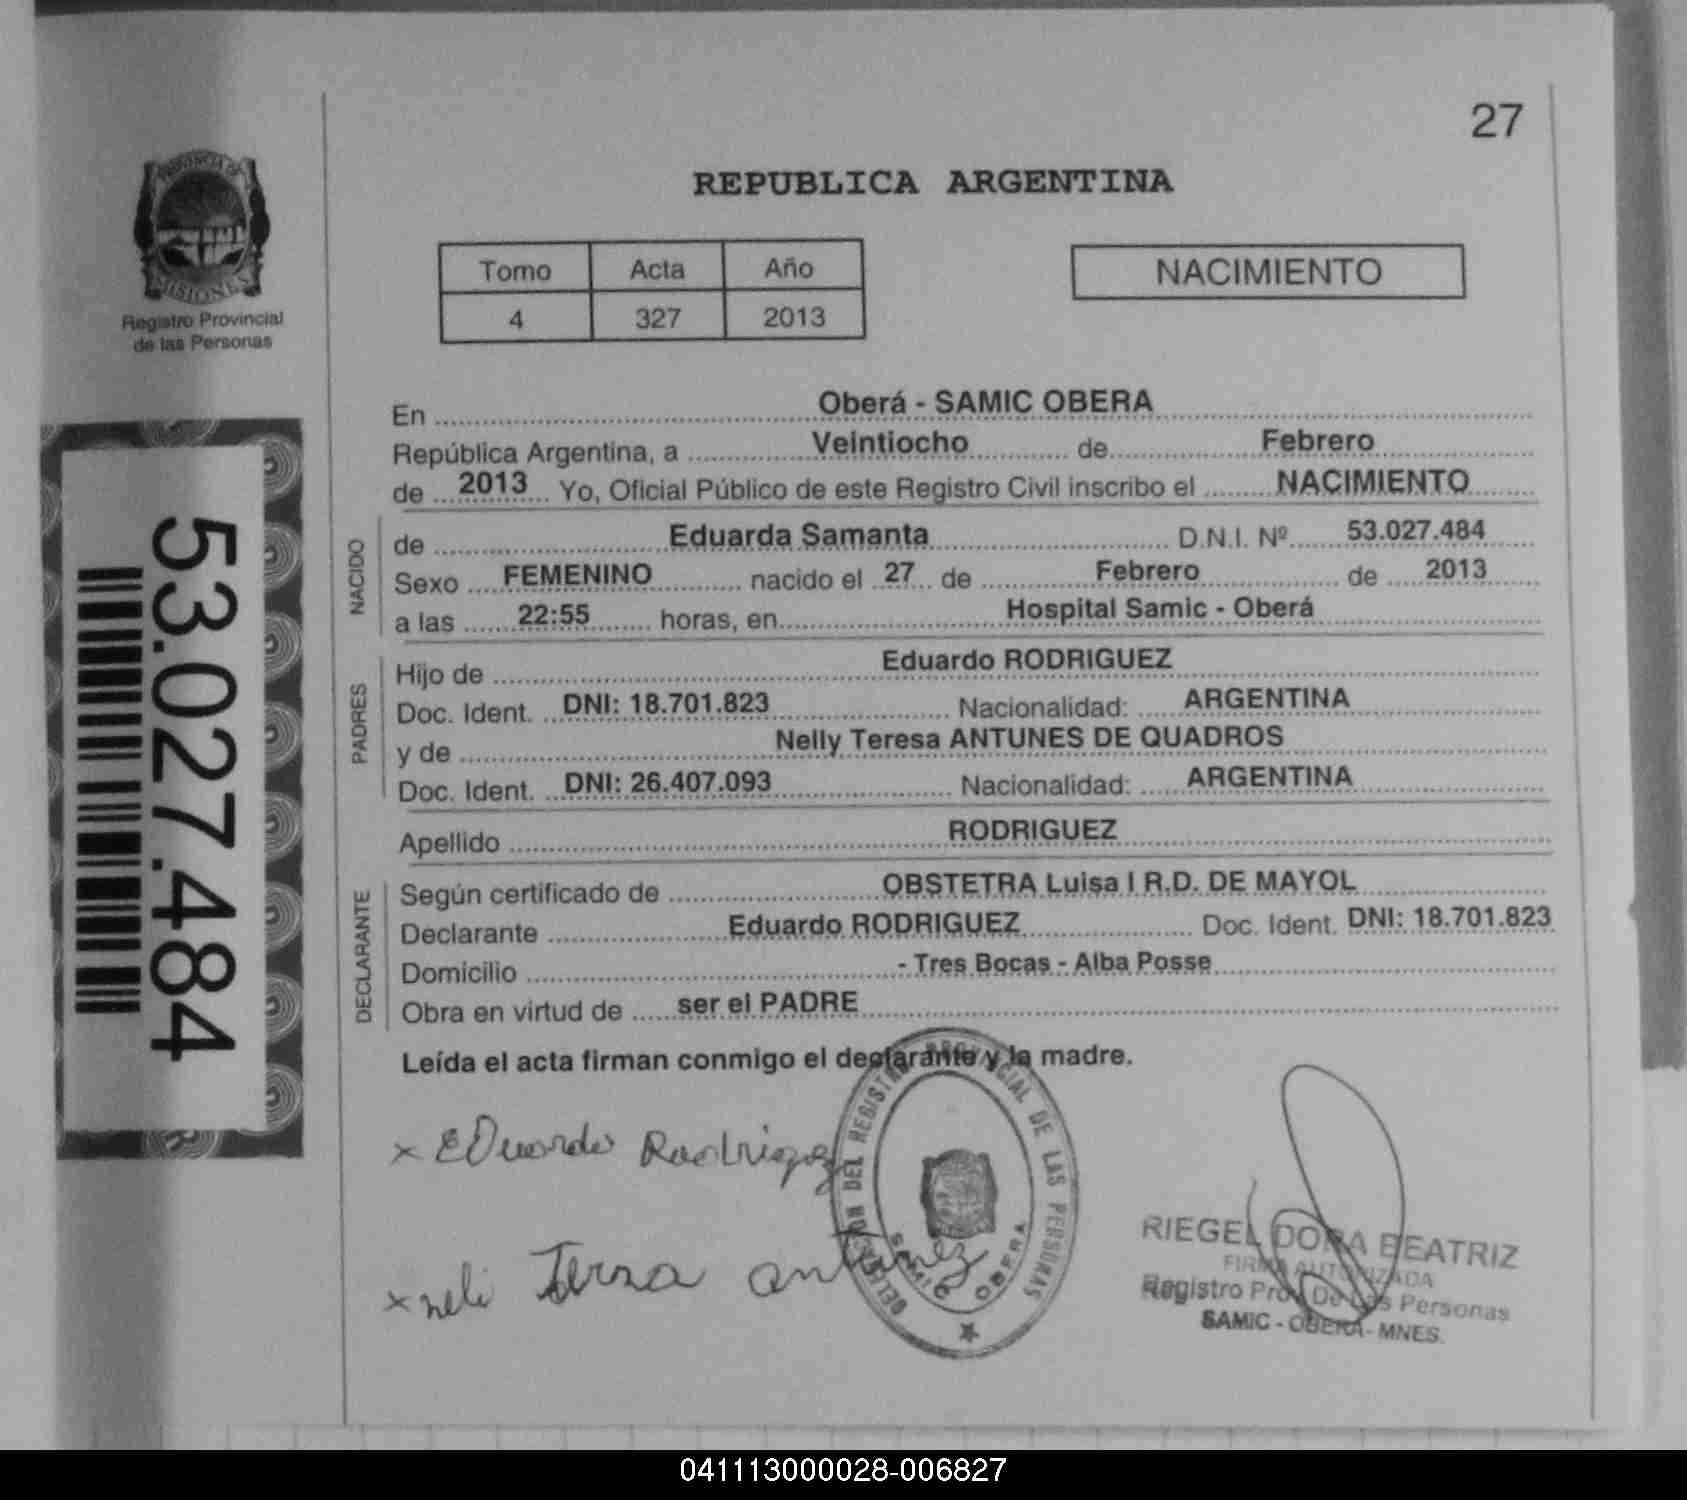 27
PROVINCIA DE
MISIONES
Registro Provincial
de las Personas
REPUBLICA ARGENTINA
Tomo Acta Año
4 327 2013
NACIMIENTO
En Oberá - SAMIC OBERA
República Argentina, a Veintiocho de Febrero
de 2013 Yo, Oficial Público de este Registro Civil inscribo el NACIMIENTO
NACIDO
de Eduarda Samanta D.N.I. Nº 53.027.484
Sexo FEMENINO nacido el 27 de Febrero de 2013
a las 22:55 horas, en Hospital Samic - Oberá
PADRES
Hijo de Eduardo RODRIGUEZ
Doc. Ident. DNI: 18.701.823 Nacionalidad: ARGENTINA
y de Nelly Teresa ANTUNES DE QUADROS
Doc. Ident. DNI: 26.407.093 Nacionalidad: ARGENTINA
Apellido RODRIGUEZ
DECLARANTE
Según certificado de OBSTETRA Luisa I R.D. DE MAYOL
Declarante Eduardo RODRIGUEZ Doc. Ident. DNI: 18.701.823
Domicilio - Tres Bocas - Alba Posse
Obra en virtud de ser el PADRE
Leída el acta firman conmigo el declarante y la madre.
53.027.484
x EDuardo Rodriguez
x neli Tersa antunez
DELEGACION DEL REGISTRO PROVINCIAL DE LAS PERSONAS
SAMIC OBERA
RIEGEL DORA BEATRIZ
FIRMA AUTORIZADA
Registro Prov. De Las Personas
SAMIC - OBERA - MNES.
041113000028-006827